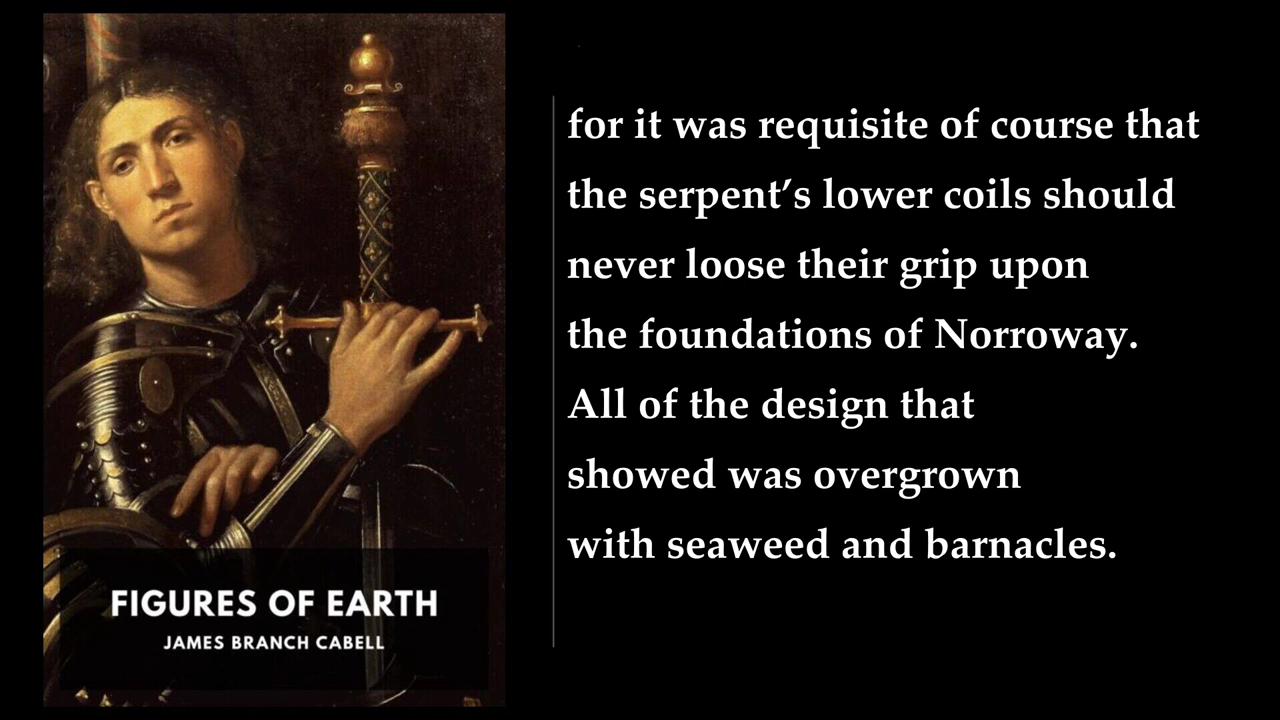 FIGURES OF EARTH
JAMES BRANCH CABELL
for it was requisite of course that
the serpent’s lower coils should
never loose their grip upon
the foundations of Norroway.
All of the design that
showed was overgrown
with seaweed and barnacles.